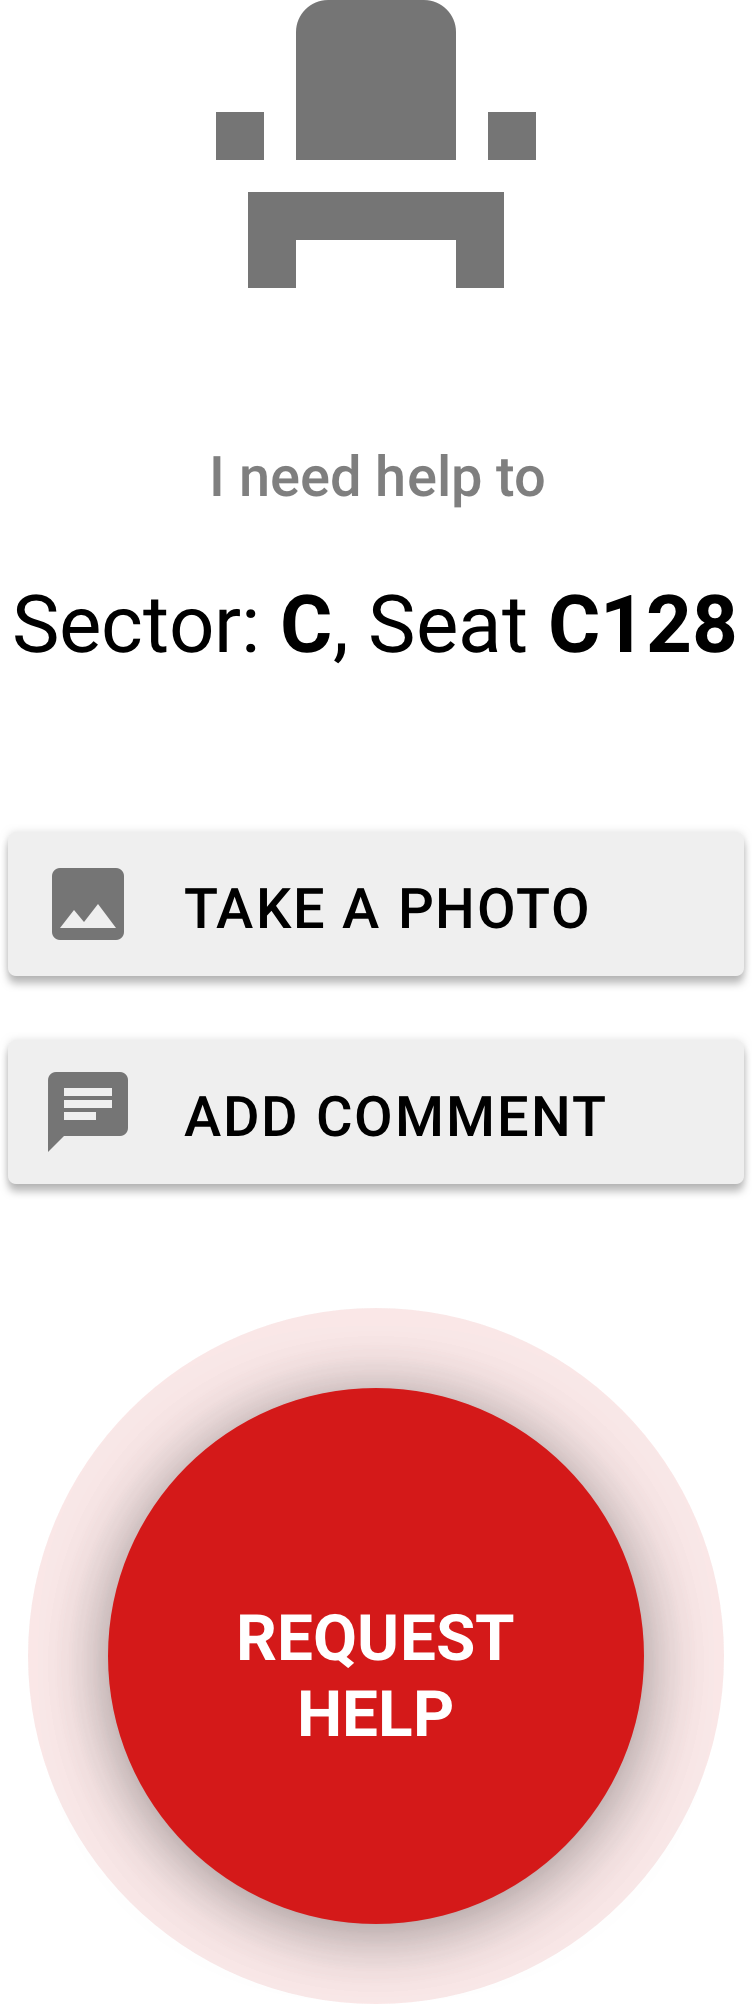 I need help to
Sector: C, Seat C128
TAKE A PHOTO
ADD COMMENT
REQUEST
HELP